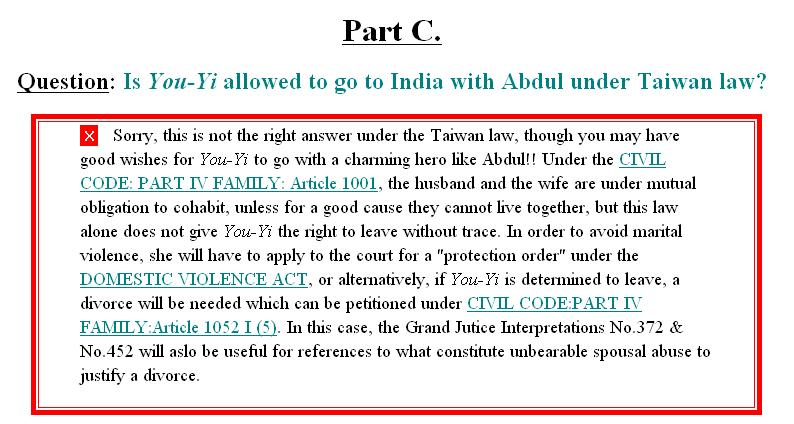 Part C.
Question: Is You-Yi allowed to go to India with Abdul under Taiwan law?
x Sorry, this is not the right answer under the Taiwan law, though you may have
good wishes for You-Yi to go with a charming hero like Abdul!! Under the CIVIL
CODE: PART IV FAMILY: Article 1001, the husband and the wife are under mutual
obligation to cohabit, unless for a good cause they cannot live together, but this law
alone does not give You-Yi the right to leave without trace. In order to avoid marital
violence, she will have to apply to the court for a "protection order" under the
DOMESTIC VIOLENCE ACT, or alternatively, if You-Yi is determined to leave, a
divorce will be needed which can be petitioned under CIVIL CODE:PART IV
FAMILY:Article 1052 I (5). In this case, the Grand Jutice Interpretations No.372 &
No.452 will aslo be useful for references to what constitute unbearable spousal abuse to
justify a divorce.